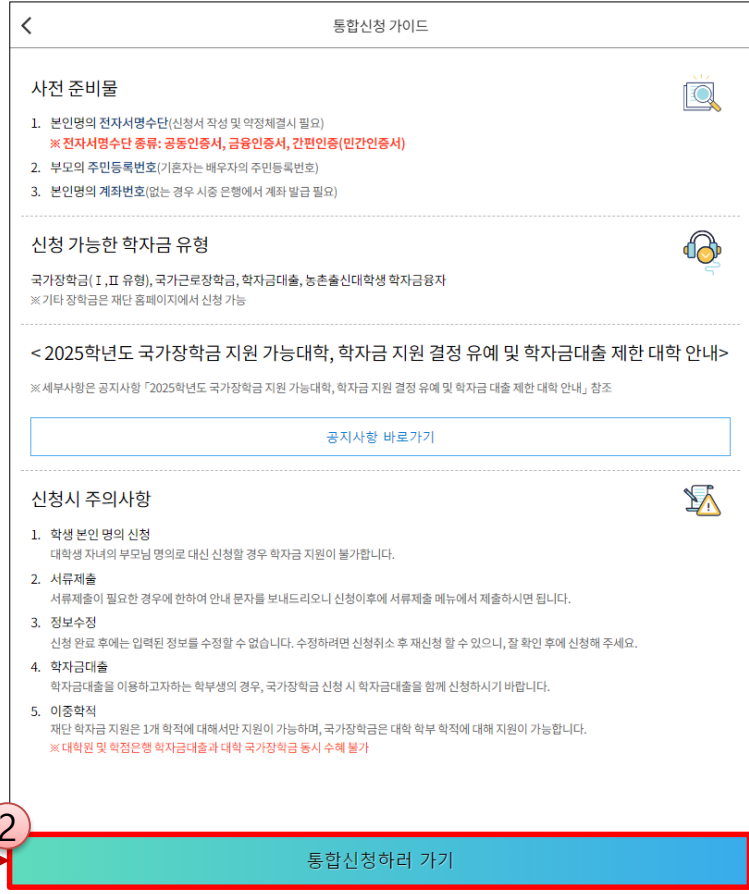 통합신청 가이드
사전 준비물
1. 본인명의 전자서명수단(신청서 작성 및 약정체결시 필요)
※ 전자서명수단 종류: 공동인증서, 금융인증서, 간편인증(민간인증서)
2. 부모의 주민등록번호(기혼자는 배우자의 주민등록번호)
3. 본인명의 계좌번호(없는 경우 시중 은행에서 계좌 발급 필요)
신청 가능한 학자금 유형
국가장학금(Ⅰ,Ⅱ 유형), 국가근로장학금, 학자금대출, 농촌출신대학생 학자금융자
※ 기타 장학금은 재단 홈페이지에서 신청 가능
< 2025학년도 국가장학금 지원 가능대학, 학자금 지원 결정 유예 및 학자금대출 제한 대학 안내>
※ 세부사항은 공지사항 「2025학년도 국가장학금 지원 가능대학, 학자금 지원 결정 유예 및 학자금 대출 제한 대학 안내」 참조
공지사항 바로가기
신청시 주의사항
1. 학생 본인 명의 신청
대학생 자녀의 부모님 명의로 대신 신청할 경우 학자금 지원이 불가합니다.
2. 서류제출
서류제출이 필요한 경우에 한하여 안내 문자를 보내드리오니 신청이후에 서류제출 메뉴에서 제출하시면 됩니다.
3. 정보수정
신청 완료 후에는 입력된 정보를 수정할 수 없습니다. 수정하려면 신청취소 후 재신청 할 수 있으니, 잘 확인 후에 신청해 주세요.
4. 학자금대출
학자금대출을 이용하고자하는 학부생의 경우, 국가장학금 신청 시 학자금대출을 함께 신청하시기 바랍니다.
5. 이중학적
재단 학자금 지원은 1개 학적에 대해서만 지원이 가능하며, 국가장학금은 대학 학부 학적에 대해 지원이 가능합니다.
※ 대학원 및 학점은행 학자금대출과 대학 국가장학금 동시 수혜 불가
2
통합신청하러 가기